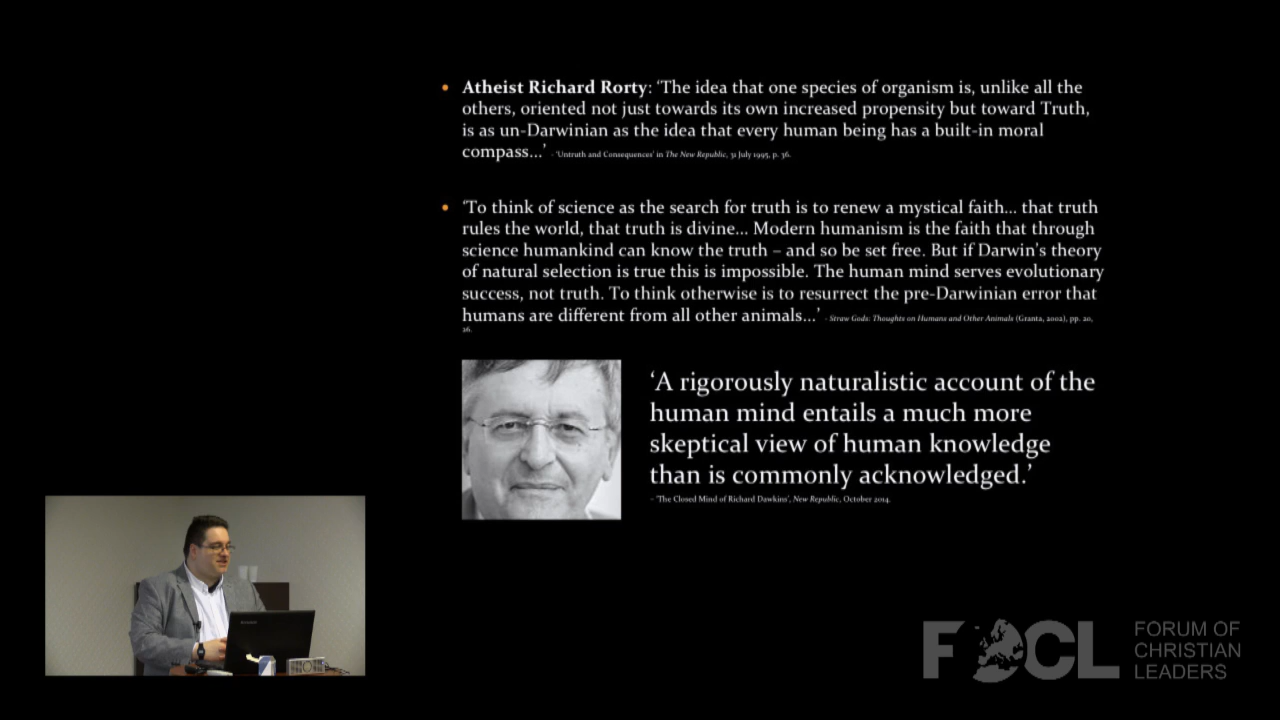 • Atheist Richard Rorty: ‘The idea that one species of organism is, unlike all the
others, oriented not just towards its own increased propensity but toward Truth,
is as un-Darwinian as the idea that every human being has a built-in moral
compass...’ - ‘Untruth and Consequences’ in The New Republic, 31 July 1995, p. 36.
• ‘To think of science as the search for truth is to renew a mystical faith... that truth
rules the world, that truth is divine... Modern humanism is the faith that through
science humankind can know the truth – and so be set free. But if Darwin’s theory
of natural selection is true this is impossible. The human mind serves evolutionary
success, not truth. To think otherwise is to resurrect the pre-Darwinian error that
humans are different from all other animals...’ - Straw Gods: Thoughts on Humans and Other Animals (Granta, 2002), pp. 20,
26.
‘A rigorously naturalistic account of the
human mind entails a much more
skeptical view of human knowledge
than is commonly acknowledged.’
– ‘The Closed Mind of Richard Dawkins’, New Republic, October 2014.
FOCL
FORUM OF
CHRISTIAN
LEADERS